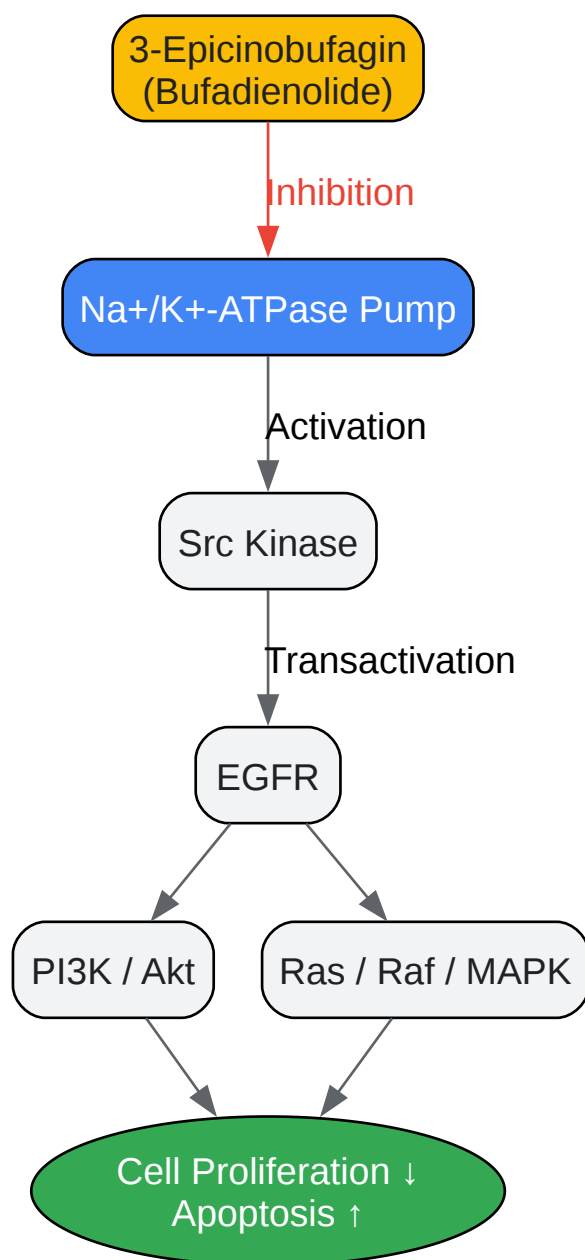 3-Epicinobufagin
(Bufadienolide)
Inhibition
Na+/K+-ATPase Pump
Activation
Src Kinase
Transactivation
EGFR
PI3K / Akt
Ras / Raf / MAPK
Cell Proliferation ↓
Apoptosis ↑